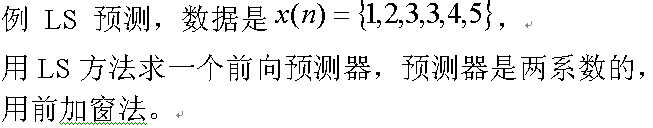 例 LS 预测，数据是 x(n) = {1,2,3,3,4,5}，
用 LS 方法求一个前向预测器，预测器是两系数的，
用前加窗法。